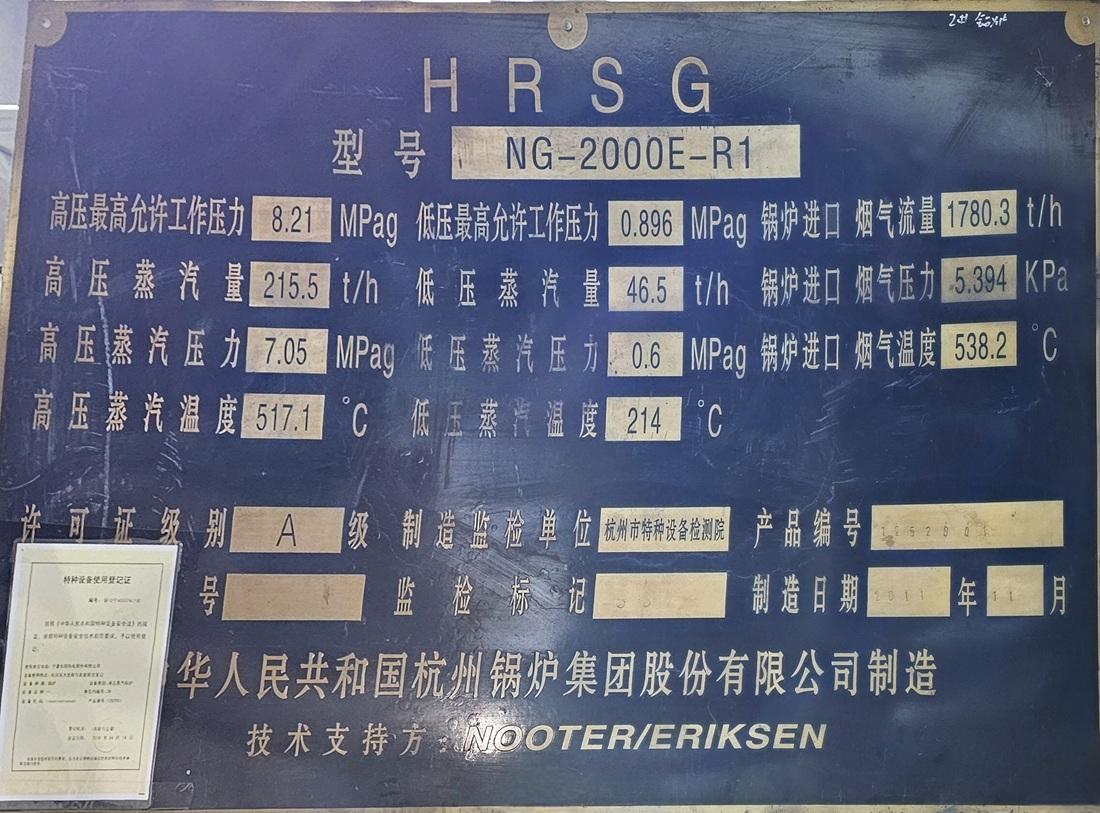 HRSG
型号 NG-2000E-R1
高压最高允许工作压力 8.21 MPag 低压最高允许工作压力 0.896 MPag 锅炉进口 烟气流量 1780.3 t/h
高压蒸汽量 215.5 t/h 低压蒸汽量 46.5 t/h 锅炉进口 烟气压力 5.394 KPa
高压蒸汽压力 7.05 MPag 低压蒸汽压力 0.6 MPag 锅炉进口 烟气温度 538.2 °C
高压蒸汽温度 517.1 °C 低压蒸汽温度 214 °C
许可证级别 A 级 制造监检单位 杭州市特种设备检测院 产品编号
号 监检标记 制造日期 2011 年 11 月
华人民共和国杭州锅炉集团股份有限公司制造
技术支持方: NOOTER/ERIKSEN
特种设备使用登记证